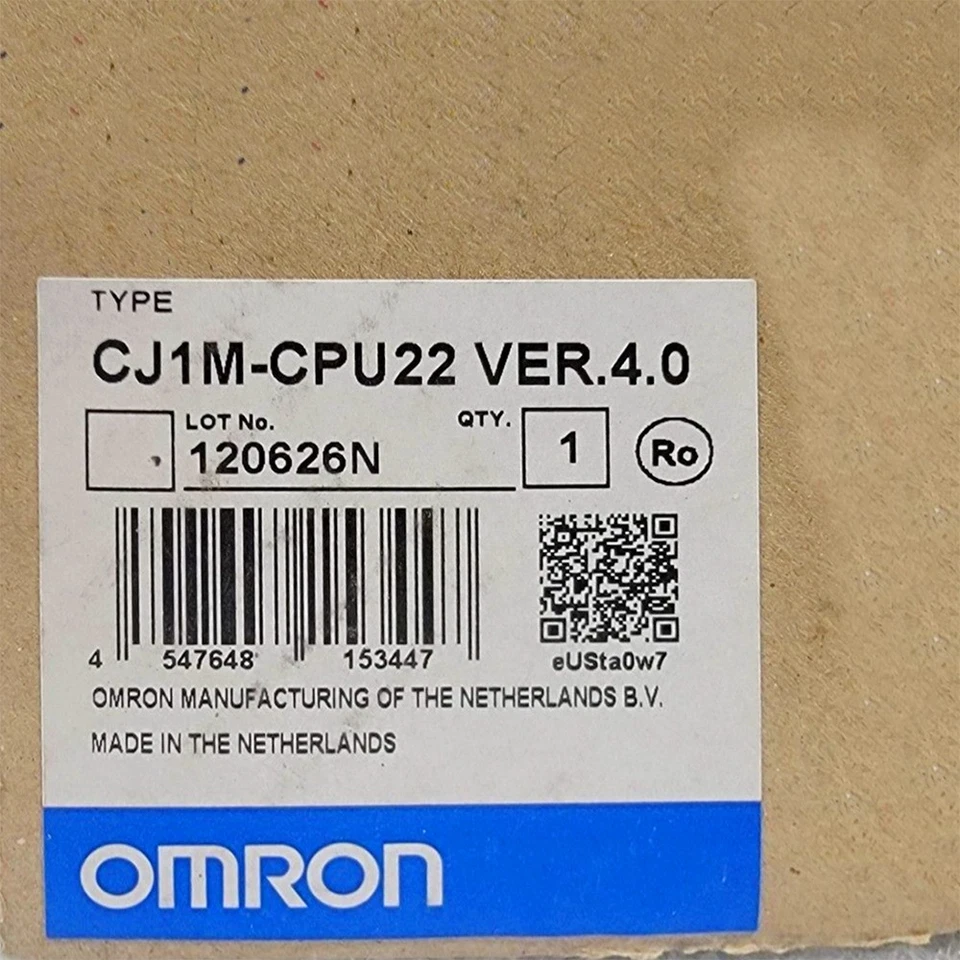 TYPE
CJ1M-CPU22 VER.4.0
LOT No. QTY.
120626N 1 Ro
4 547648 153447 eUSta0w7
OMRON MANUFACTURING OF THE NETHERLANDS B.V.
MADE IN THE NETHERLANDS
OMRON